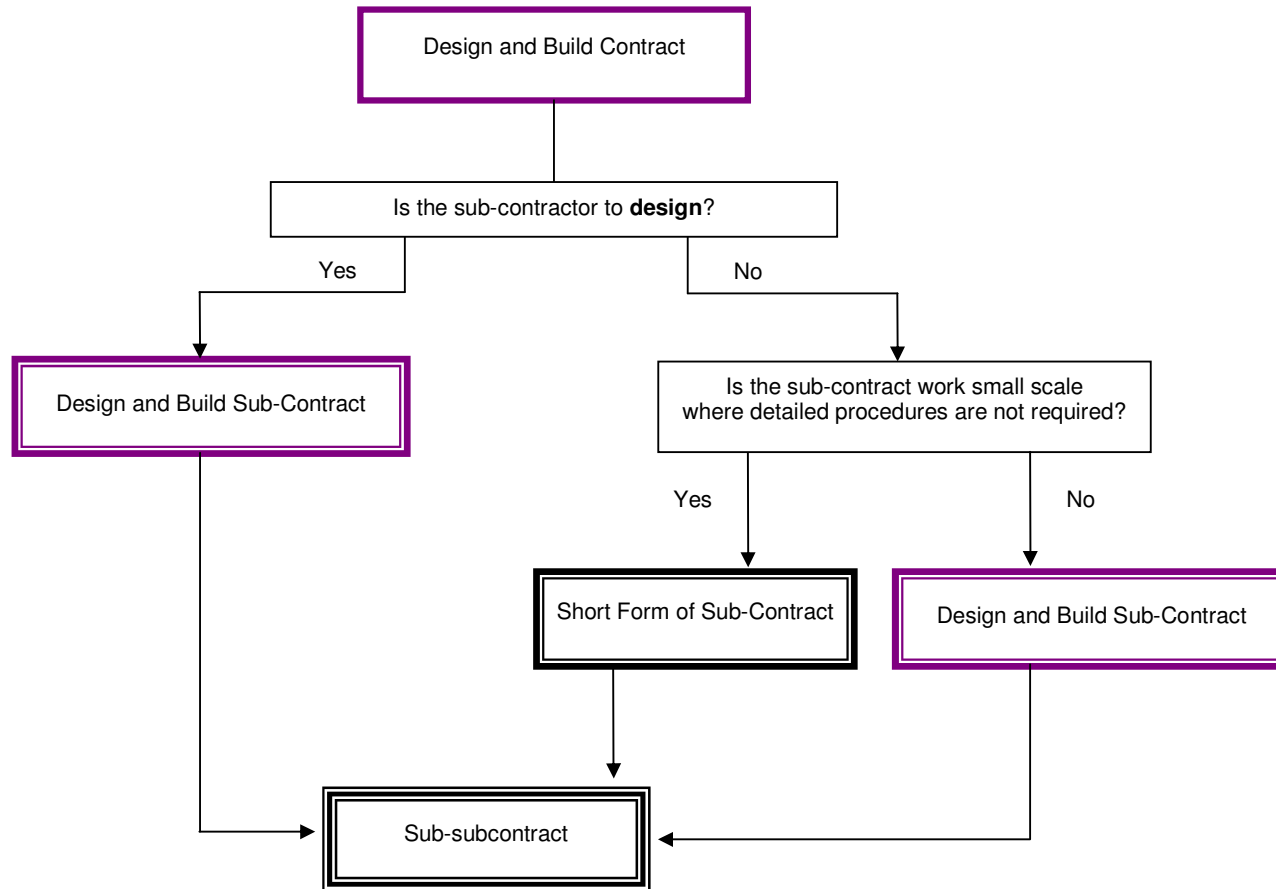 Design and Build Contract
Is the sub-contractor to design?
Yes
No
Design and Build Sub-Contract
Is the sub-contract work small scale
where detailed procedures are not required?
Yes
No
Short Form of Sub-Contract
Design and Build Sub-Contract
Sub-subcontract